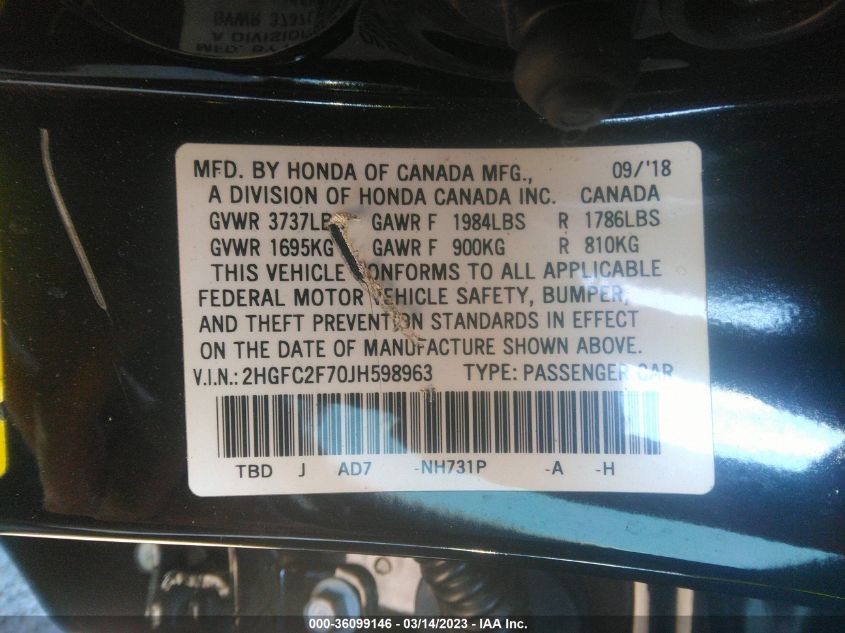 MFD. BY HONDA OF CANADA MFG., 09/'18
A DIVISION OF HONDA CANADA INC. CANADA
GVWR 3737LB GAWR F 1984LBS R 1786LBS
GVWR 1695KG GAWR F 900KG R 810KG
THIS VEHICLE CONFORMS TO ALL APPLICABLE
FEDERAL MOTOR VEHICLE SAFETY, BUMPER,
AND THEFT PREVENTION STANDARDS IN EFFECT
ON THE DATE OF MANUFACTURE SHOWN ABOVE.
V.I.N.: 2HGFC2F70JH598963 TYPE: PASSENGER CAR
TBD J AD7 -NH731P -A -H
000-36099146 - 03/14/2023 - IAA Inc.